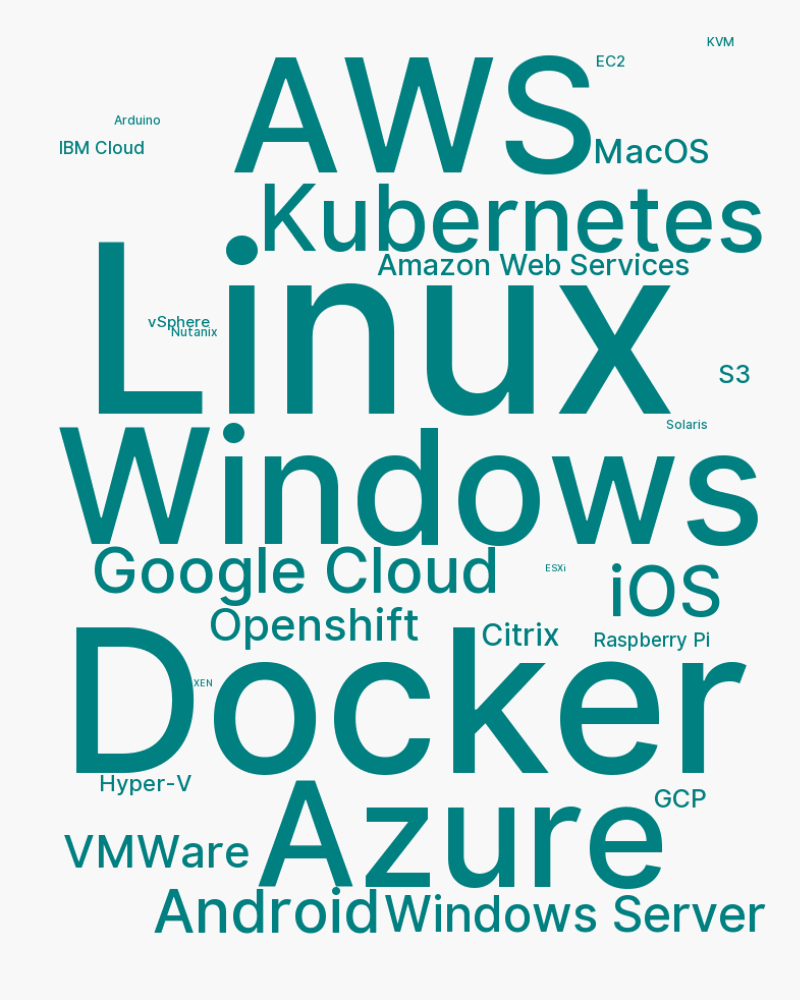 KVM
AWS
EC2
Arduino
IBM Cloud
MacOS
Kubernetes
Amazon Web Services
Linux
vSphere
Nutanix
S3
Solaris
Windows
Google Cloud
ESXi
iOS
Openshift
Citrix
Raspberry Pi
Docker
XEN
Hyper-V
Azure
GCP
VMWare
Android
Windows Server